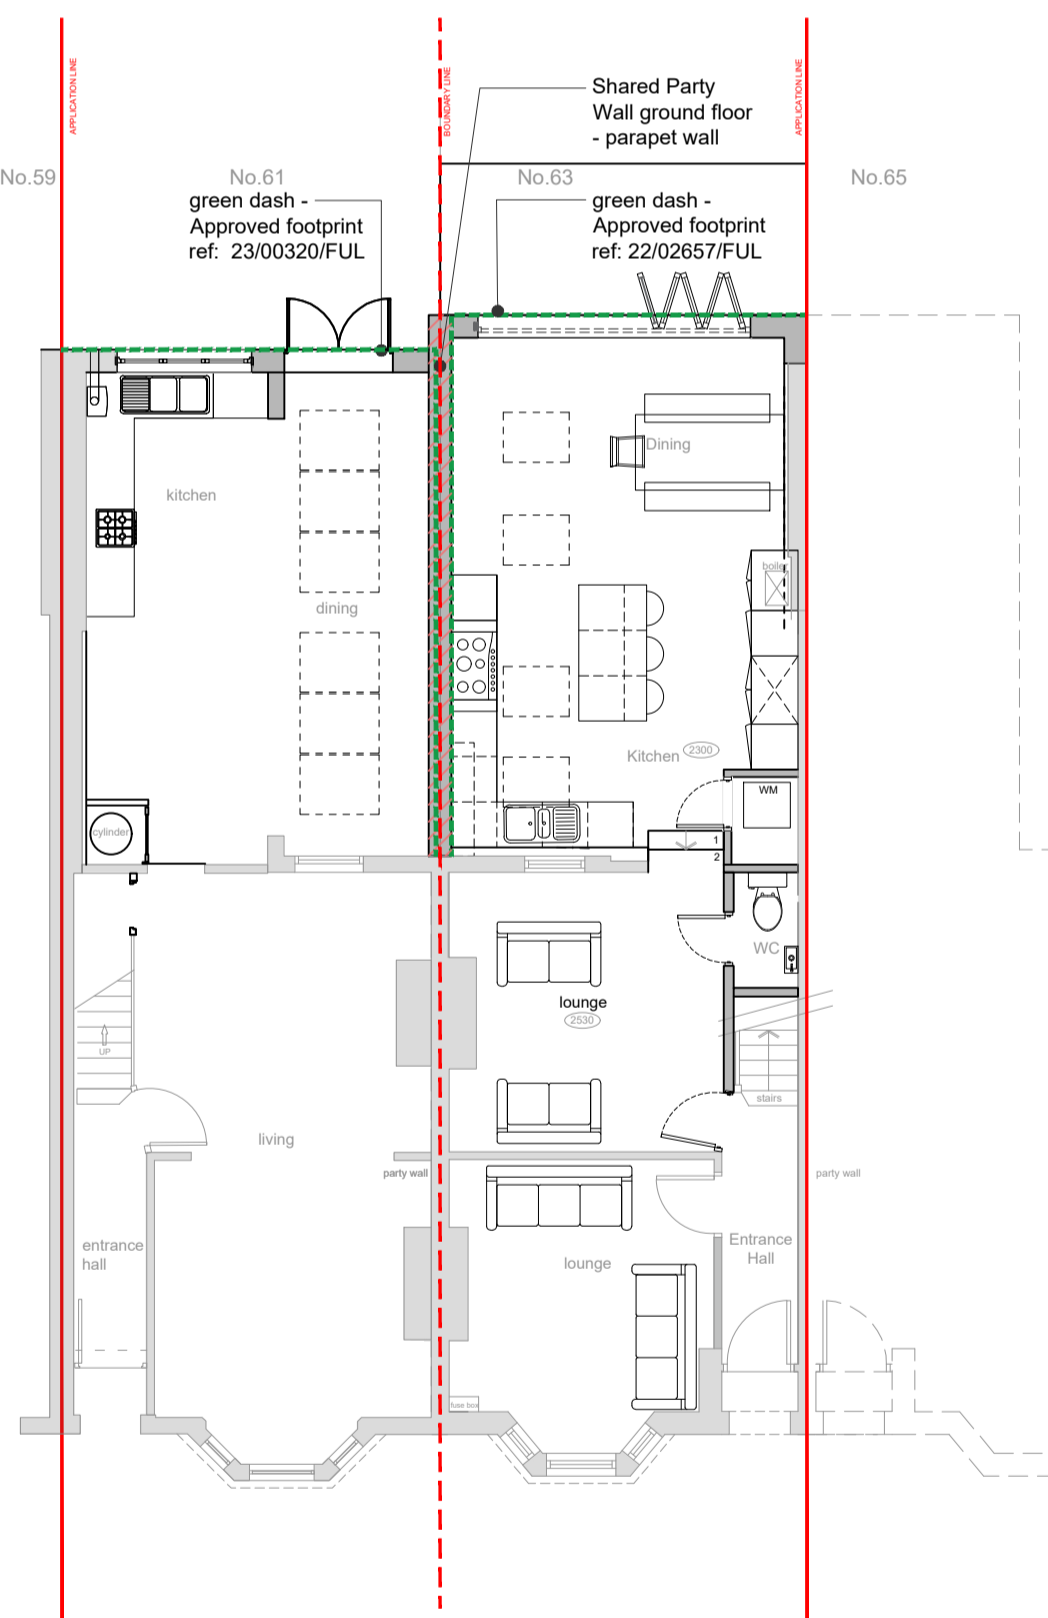 APPLICATION LINE
BOUNDARY LINE
APPLICATION LINE
Shared Party
Wall ground floor
- parapet wall
No.59
No.61
No.63
No.65
green dash -
Approved footprint
ref: 23/00320/FUL
green dash -
Approved footprint
ref: 22/02657/FUL
Dining
kitchen
boiler
dining
Kitchen
2300
WM
1
2
cylinder
WC
lounge
2530
UP
stairs
living
party wall
party wall
entrance
hall
Entrance
Hall
lounge
fuse box